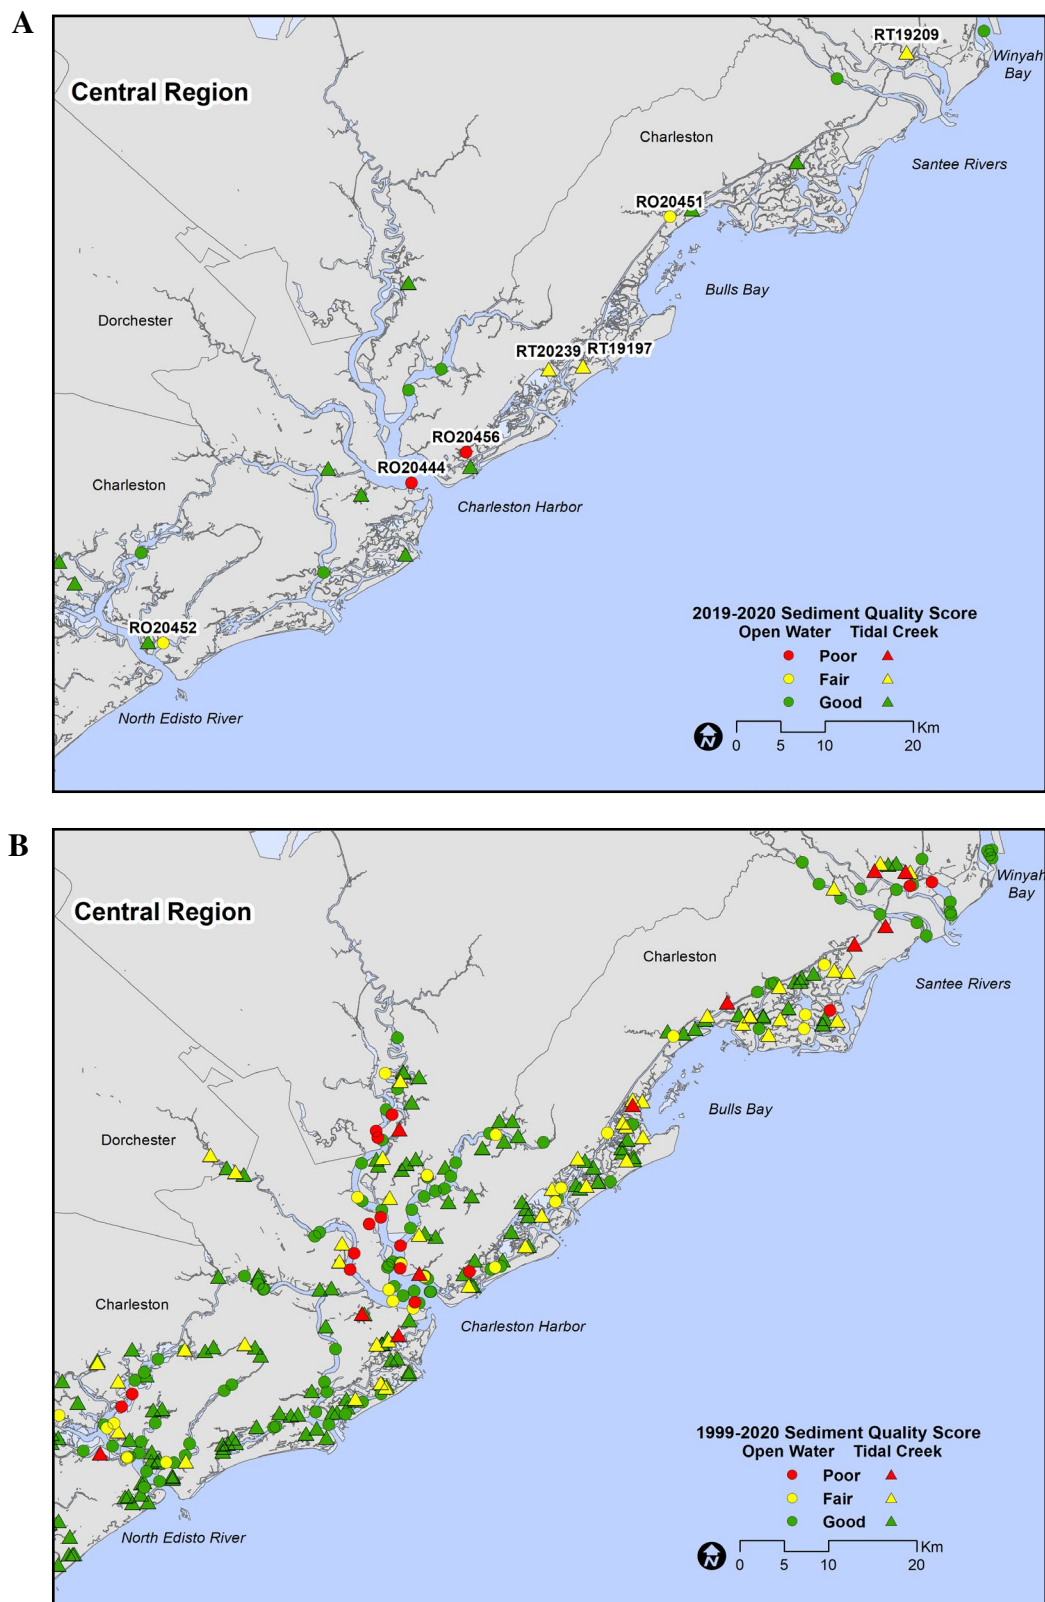 A
RT19209
Winyah
Bay
Central Region
Charleston
Santee Rivers
RO20451
Bulls Bay
Dorchester
RT20239
RT19197
RO20456
RO20444
Charleston
Charleston Harbor
2019-2020 Sediment Quality Score
Open Water Tidal Creek
Poor
Fair
Good
RO20452
North Edisto River
N
Km
0 5 10 20
B
Winyah
Bay
Central Region
Charleston
Santee Rivers
Bulls Bay
Dorchester
Charleston
Charleston Harbor
1999-2020 Sediment Quality Score
Open Water Tidal Creek
Poor
Fair
Good
North Edisto River
N
Km
0 5 10 20